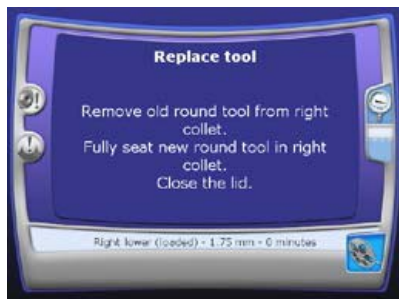 Replace tool
Remove old round tool from right
collet.
Fully seat new round tool in right
collet.
Close the lid.
Right lower (loaded) - 1.75 mm - 0 minutes